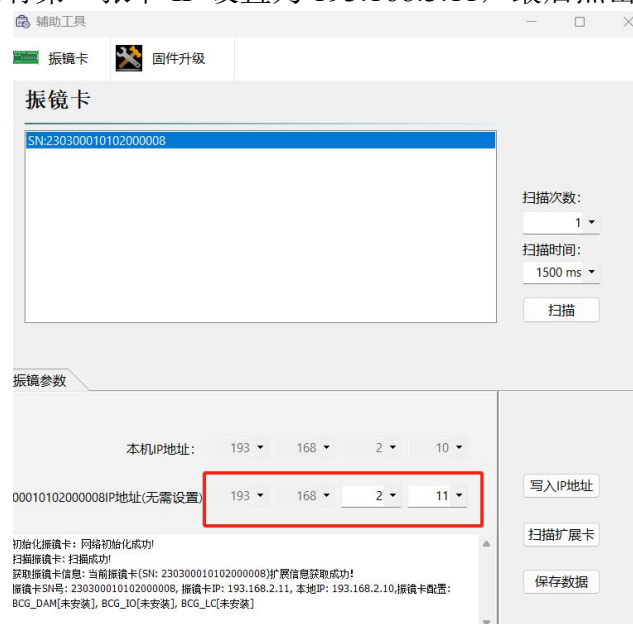 辅助工具
振镜卡 固件升级
振镜卡
SN:230300010102000008
扫描次数:
1
扫描时间:
1500 ms
扫描
振镜参数
本机IP地址: 193 168 2 10
00010102000008IP地址(无需设置) 193 168 2 11
写入IP地址
扫描扩展卡
保存数据
初始化振镜卡: 网络初始化成功!
扫描振镜卡: 扫描成功!
获取振镜卡信息: 当前振镜卡(SN: 230300010102000008)扩展信息获取成功!
振镜卡SN号: 230300010102000008, 振镜卡IP: 193.168.2.11, 本地IP: 193.168.2.10,振镜卡配置:
BCG_DAM[未安装], BCG_IO[未安装], BCG_LC[未安装]